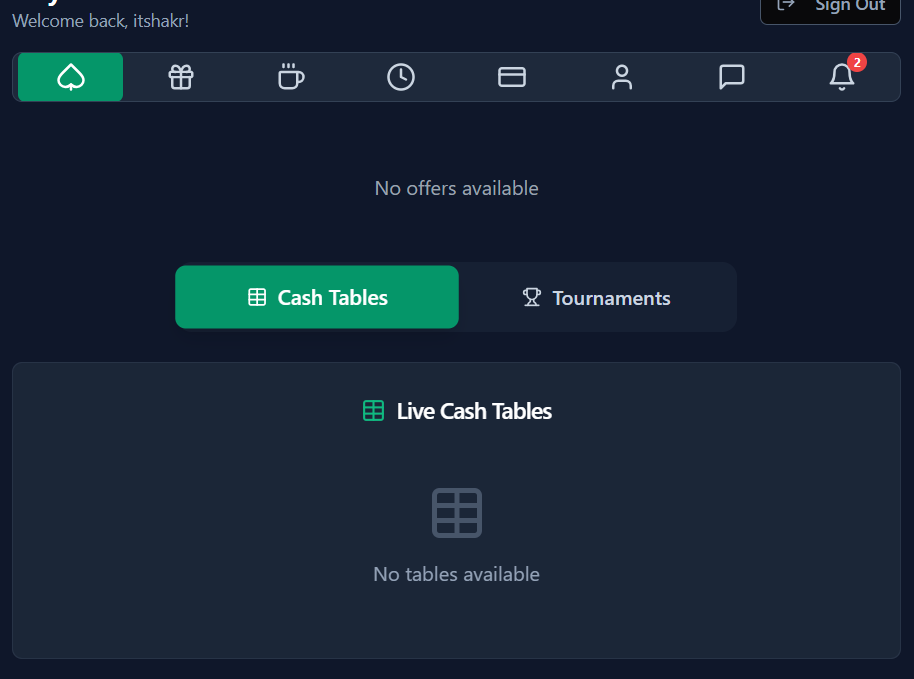 Welcome back, itshakr!
Sign Out
2
No offers available
Cash Tables
Tournaments
Live Cash Tables
No tables available